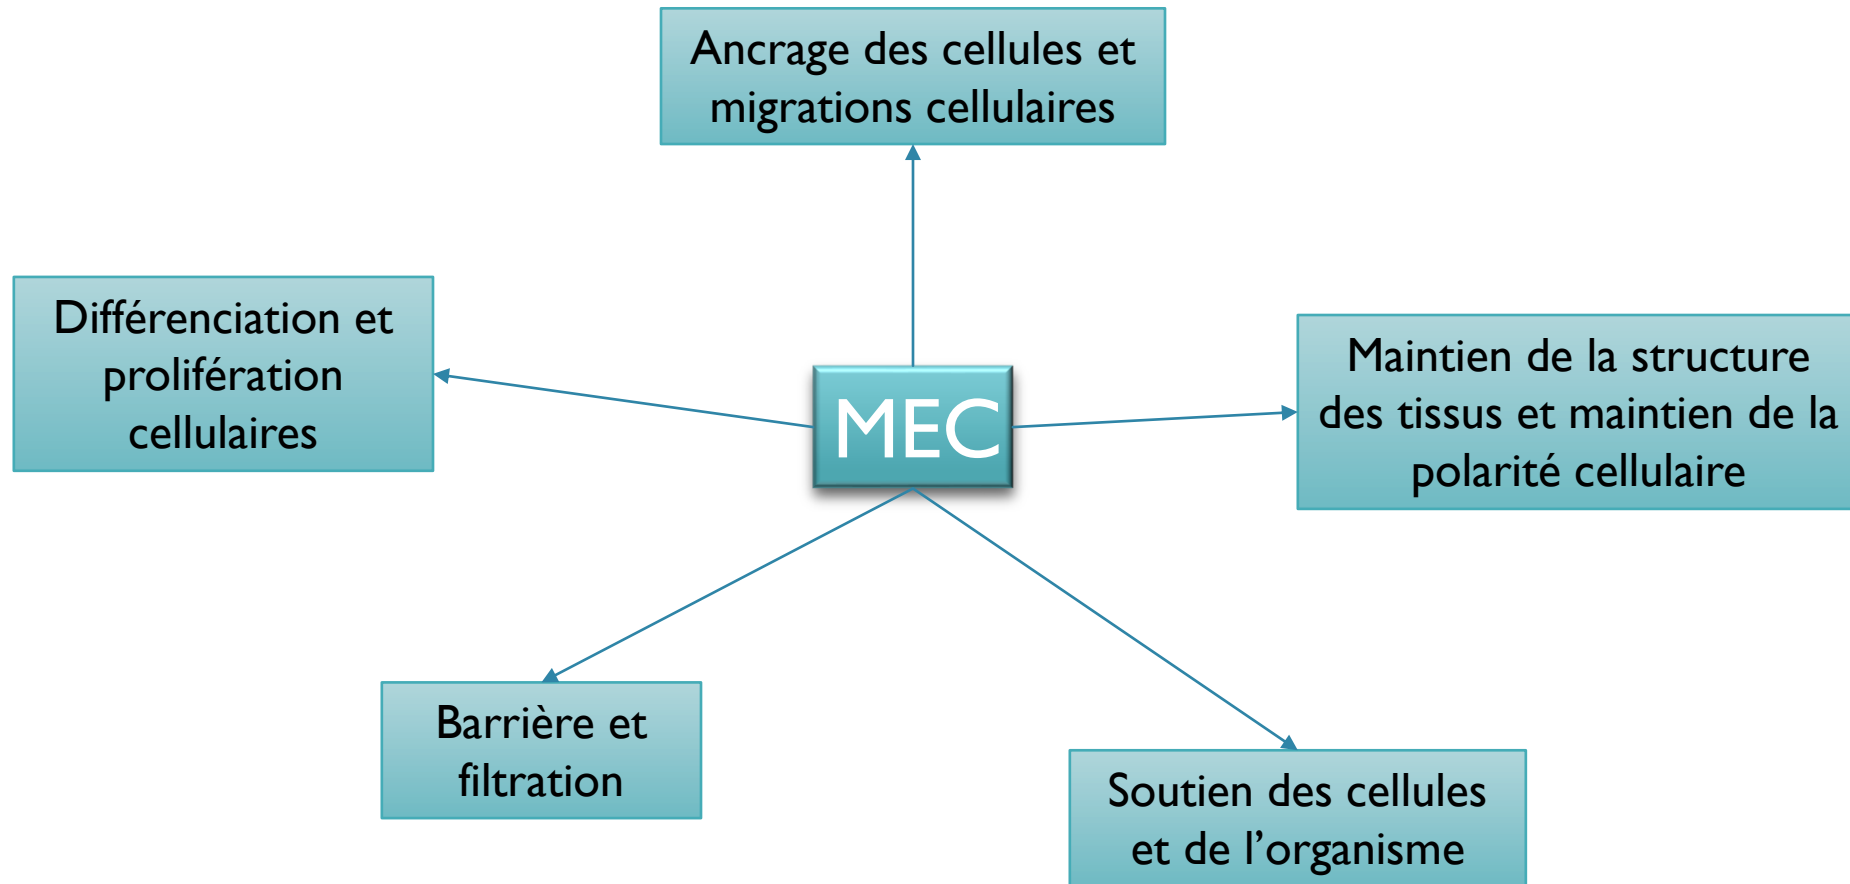 Ancrage des cellules et
migrations cellulaires
Différenciation et
prolifération
cellulaires
MEC
Maintien de la structure
des tissus et maintien de la
polarité cellulaire
Barrière et
filtration
Soutien des cellules
et de l’organisme